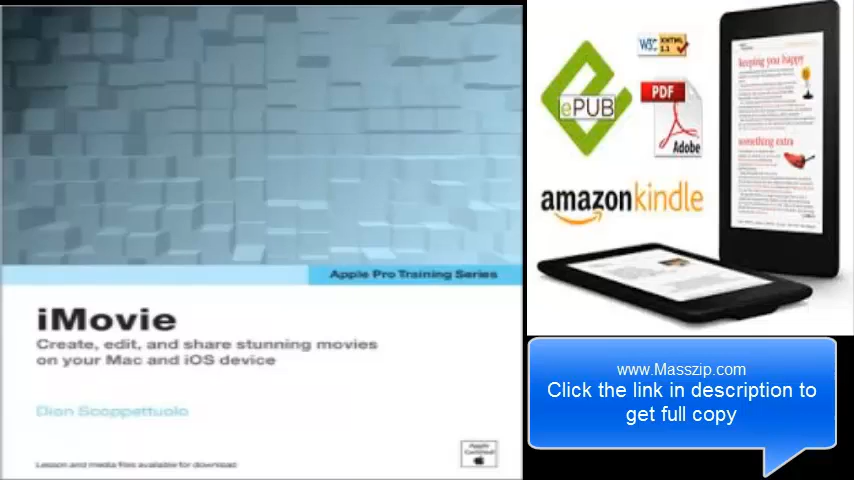 Apple Pro Training Series
iMovie
Create, edit, and share stunning movies
on your Mac and iOS device
Dion Scoppettuolo
Lesson and media files available for download
Apple
Certified
W3C XHTML
1.1
ePUB
PDF
Adobe
amazonkindle
keeping you happy
something extra
www.Masszip.com
Click the link in description to
get full copy